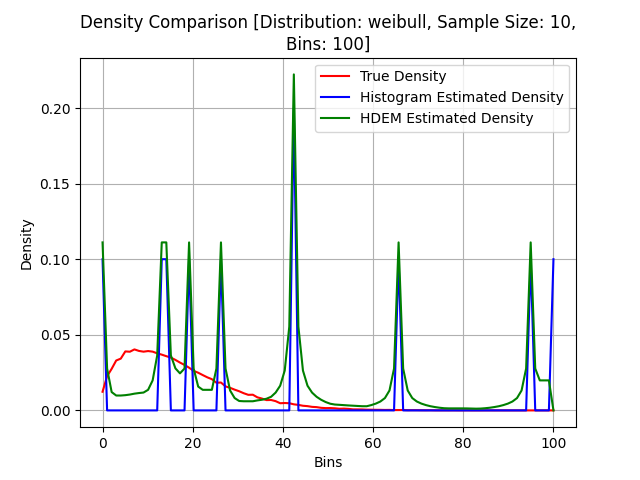 Density Comparison [Distribution: weibull, Sample Size: 10,
Bins: 100]
True Density
Histogram Estimated Density
HDEM Estimated Density
Density
0.20
0.15
0.10
0.05
0.00
0
20
40
60
80
100
Bins